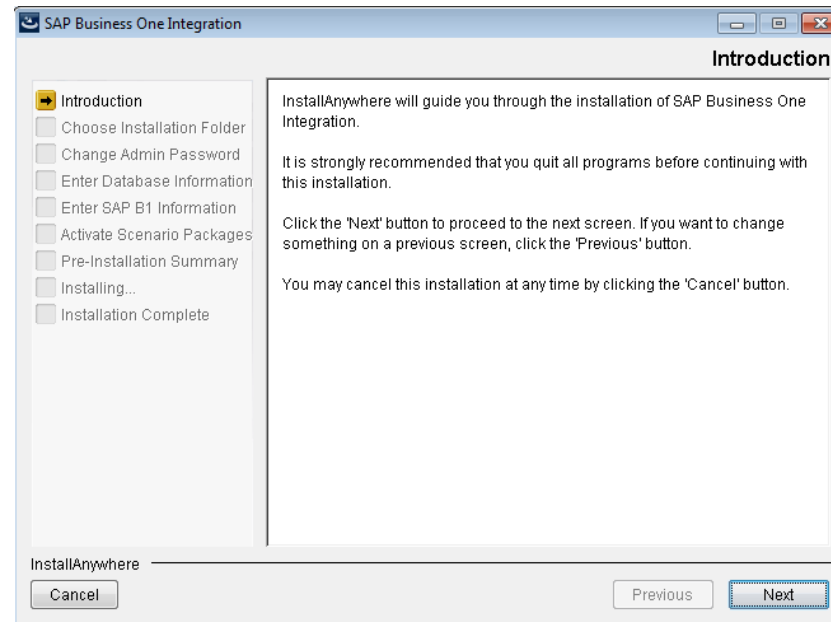 SAP Business One Integration
Introduction
Introduction
Choose Installation Folder
Change Admin Password
Enter Database Information
Enter SAP B1 Information
Activate Scenario Packages
Pre-Installation Summary
Installing...
Installation Complete
InstallAnywhere will guide you through the installation of SAP Business One
Integration.
It is strongly recommended that you quit all programs before continuing with
this installation.
Click the 'Next' button to proceed to the next screen. If you want to change
something on a previous screen, click the 'Previous' button.
You may cancel this installation at any time by clicking the 'Cancel' button.
InstallAnywhere
Cancel
Previous
Next